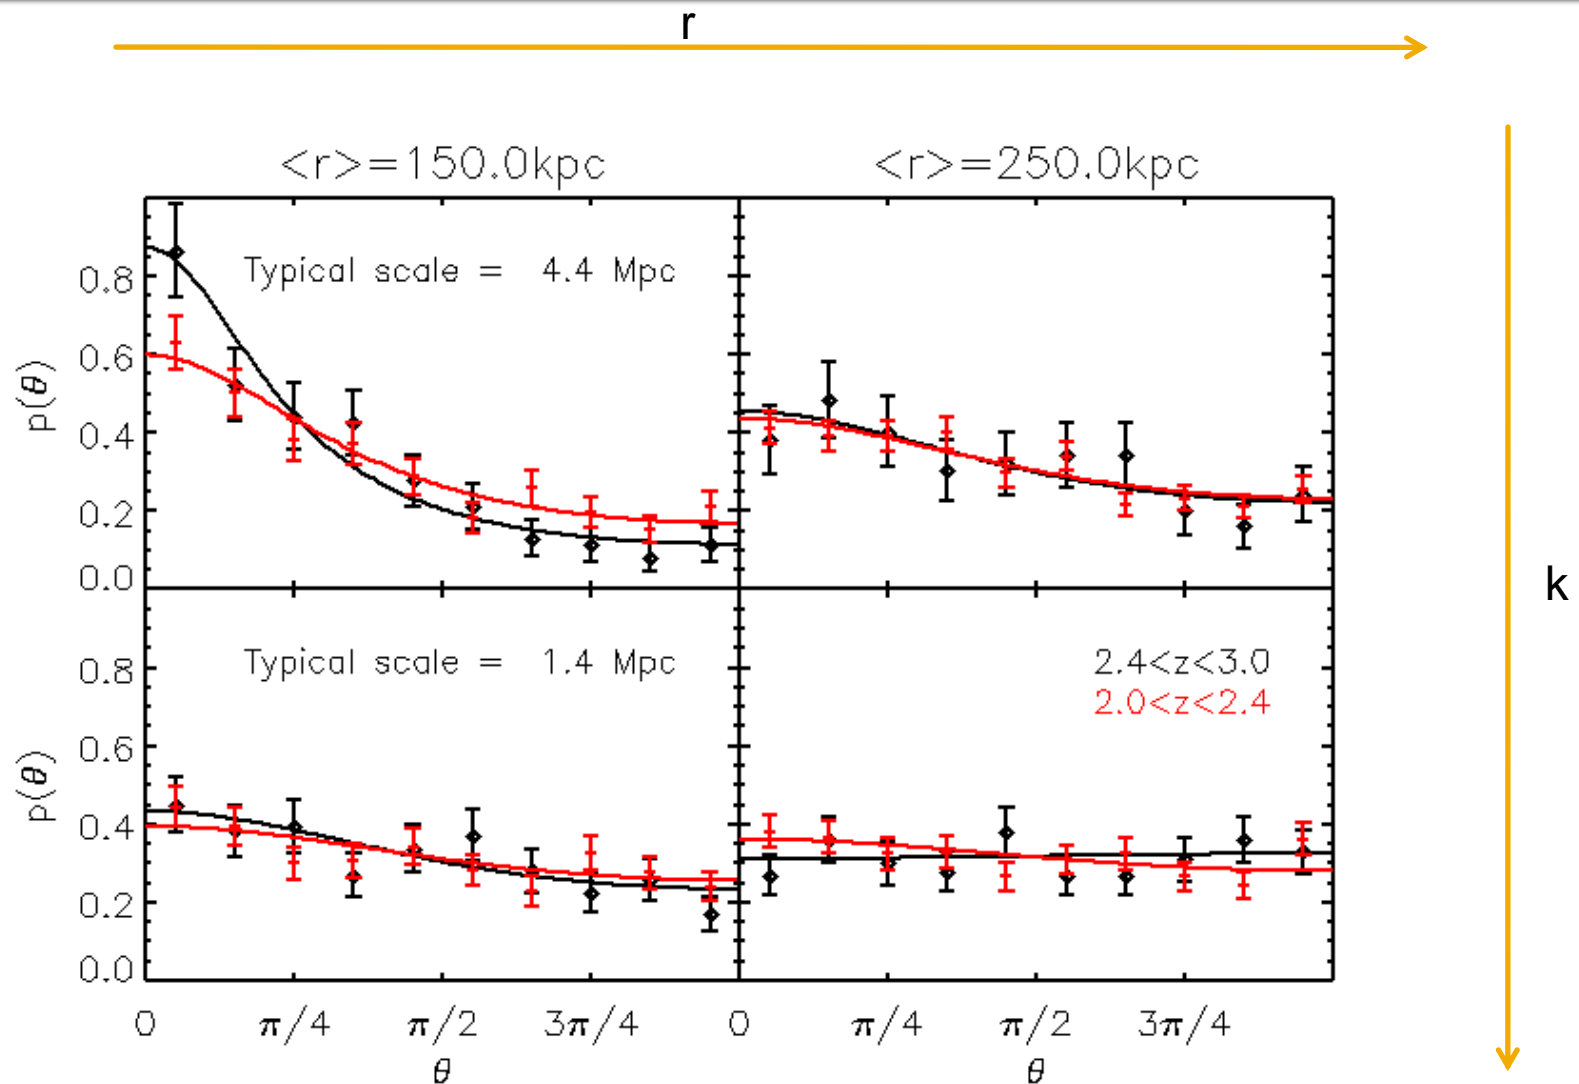 r
<r>=150.0kpc <r>=250.0kpc
Typical scale = 4.4 Mpc
0.8
0.6
0.4
0.2
0.0
p(θ)
k
Typical scale = 1.4 Mpc
2.4<z<3.0
2.0<z<2.4
0.8
0.6
0.4
0.2
0.0
p(θ)
0 π/4 π/2 3π/4 0 π/4 π/2 3π/4
θ θ